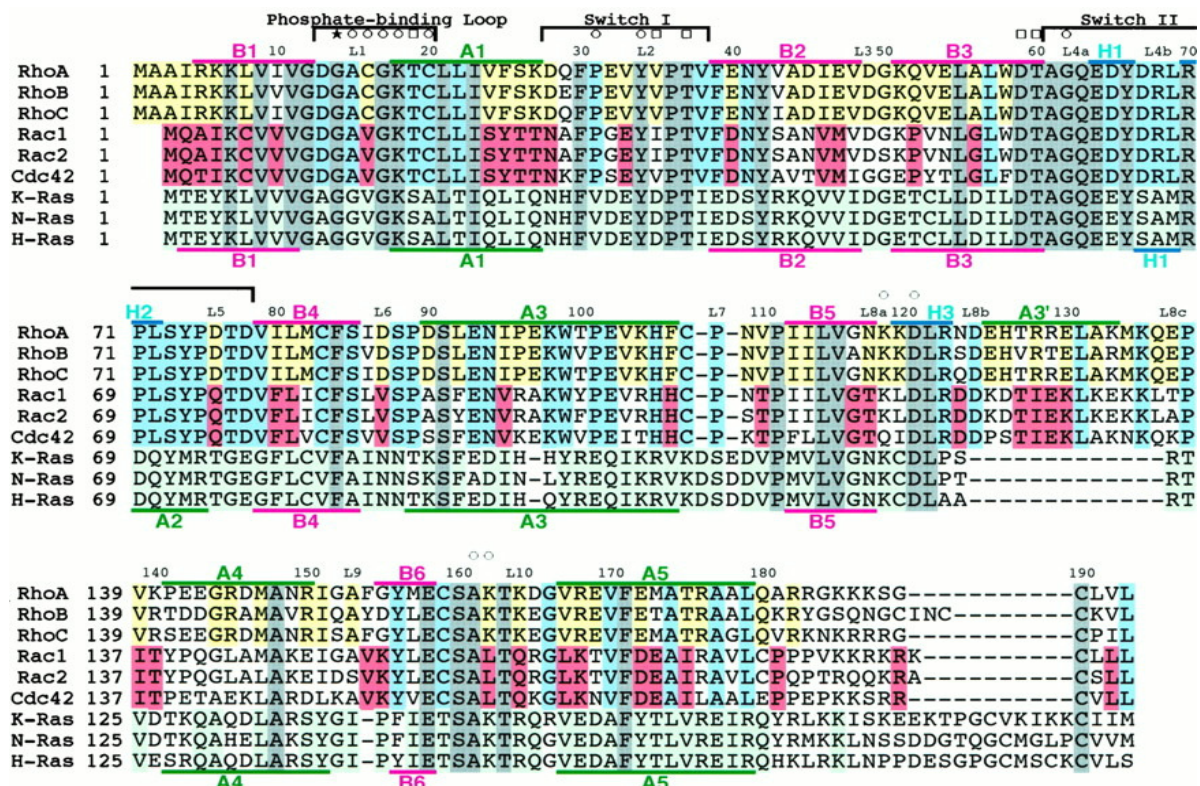 Phosphate-binding Loop Switch I Switch II
B1 10 L1 20 A1 30 L2 40 B2 L3 50 B3 60 L4a H1 L4b 70
RhoA 1 MAAIRKKLVIVGDGACGKTCLLIVFSKDQFPEVYVPTVFENYVADIEVDGKQVELALWDTAGQEDYDRLR
RhoB 1 MAAIRKKLVVVGDGACGKTCLLIVFSKDEFPEVYVPTVFENYVADIEVDGKQVELALWDTAGQEDYDRLR
RhoC 1 MAAIRKKLVIVGDGACGKTCLLIVFSKDQFPEVYVPTVFENYIADIEVDGKQVELALWDTAGQEDYDRLR
Rac1 1 MQAIKCVVVGDGAVGKTCLLISYTTNAFPGEYIPTVFDNYSANVMVDGKPVNLGLWDTAGQEDYDRLR
Rac2 1 MQAIKCVVVGDGAVGKTCLLISYTTNAFPGEYIPTVFDNYSANVMVDSKPVNLGLWDTAGQEDYDRLR
Cdc42 1 MQTIKCVVVGDGAVGKTCLLISYTTNKFPSEYIPTVFDNYAVTVMIGGEPYTLGLFDTAGQEDYDRLR
K-Ras 1 MTEYKLVVVGAGGVGKSALTIQLIQNHFVDEYDPTIEDSYRKQVVIDGETCLLDILDTAGQEEYSAMR
N-Ras 1 MTEYKLVVVGAGGVGKSALTIQLIQNHFVDEYDPTIEDSYRKQVVIDGETCLLDILDTAGQEEYSAMR
H-Ras 1 MTEYKLVVVGAGGVGKSALTIQLIQNHFVDEYDPTIEDSYRKQVVIDGETCLLDILDTAGQEEYSAMR
B1 A1 B2 B3 H1
H2 L5 80 B4 L6 90 A3 100 L7 110 B5 L8a 120 H3 L8b A3' 130 L8c
RhoA 71 PLSYPDTDVILMCFSIDSPDSLENIPEKWTPEVKHFC-P-NVPIILVGNKKDLRNDEHTRRELAKMKQEP
RhoB 71 PLSYPDTDVILMCFSVDSPDSLENIPEKWVPEVKHFC-P-NVPIILVANKKDLRSDEHVRTELARMKQEP
RhoC 71 PLSYPDTDVILMCFSIDSPDSLENIPEKWTPEVKHFC-P-NVPIILVGNKKDLRQDEHTRRELAKMKQEP
Rac1 69 PLSYPQTDVFLICFSLVSPASFENVRAKWYPEVRHHC-P-NTPIILVGTKLDLRDDKDTIEKLKEKKLTP
Rac2 69 PLSYPQTDVFLICFSLVSPASYENVRAKWFPEVRHHC-P-STPIILVGTKLDLRDDKDTIEKLKEKKLAP
Cdc42 69 PLSYPQTDVFLVCFSVVSPSSFENVKEKWVPEITHHC-P-KTPFLLVGTQIDLRDDPSTIEKLAKNKQKP
K-Ras 69 DQYMRTGEGFLCVFAINNTKSFEDIH-HYREQIKRVKDSEDVPMVLVGNKCDLPS--------------RT
N-Ras 69 DQYMRTGEGFLCVFAINNSKSFADIN-LYREQIKRVKDSDDVPMVLVGNKCDLPT--------------RT
H-Ras 69 DQYMRTGEGFLCVFAINNTKSFEDIH-QYREQIKRVKDSDDVPMVLVGNKCDLAA--------------RT
A2 B4 A3 B5
140 A4 150 L9 B6 160 L10 170 A5 180 190
RhoA 139 VKPEEGRDMANRIGAFGYMECSAKTKDGVREVFEMATRAALQARRGKKKSG-----------CLVL
RhoB 139 VRTDDGRAMAVRIQAYDYLECSAKTKEGVREVFETATRAALQKRYGSQNGCINC--------CKVL
RhoC 139 VRSEEGRDMANRISAFGYLECSAKTKEGVREVFEMATRAGLQVRKNKRRRG-----------CPIL
Rac1 137 ITYPQGLAMAKEIGAVKYLECSALTQRGLKTVFDEAIRAVLCPPPVKKRKRK----------CLLL
Rac2 137 ITYPQGLALAKEIDSVKYLECSALTQRGLKTVFDEAIRAVLCPQPTRQQKRA----------CSLL
Cdc42 137 ITPETAEKLARDLKAVKYVECSALTQKGLKNVFDEAILAALEPPEPKKSRR-----------CVLL
K-Ras 125 VDTKQAQDLARSYGI-PFIETSAKTRQRVEDAFYTLVREIRQYRLKKISKEEKTPGCVKIKKCIIM
N-Ras 125 VDTKQAHELAKSYGI-PFIETSAKTRQGVEDAFYTLVREIRQYRMKKLNSSDDGTQGCMGLPCVVM
H-Ras 125 VESRQAQDLARSYGI-PYIETSAKTRQGVEDAFYTLVREIRQHKLRKLNPPDESGPGCMSCKCVLS
A4 B6 A5